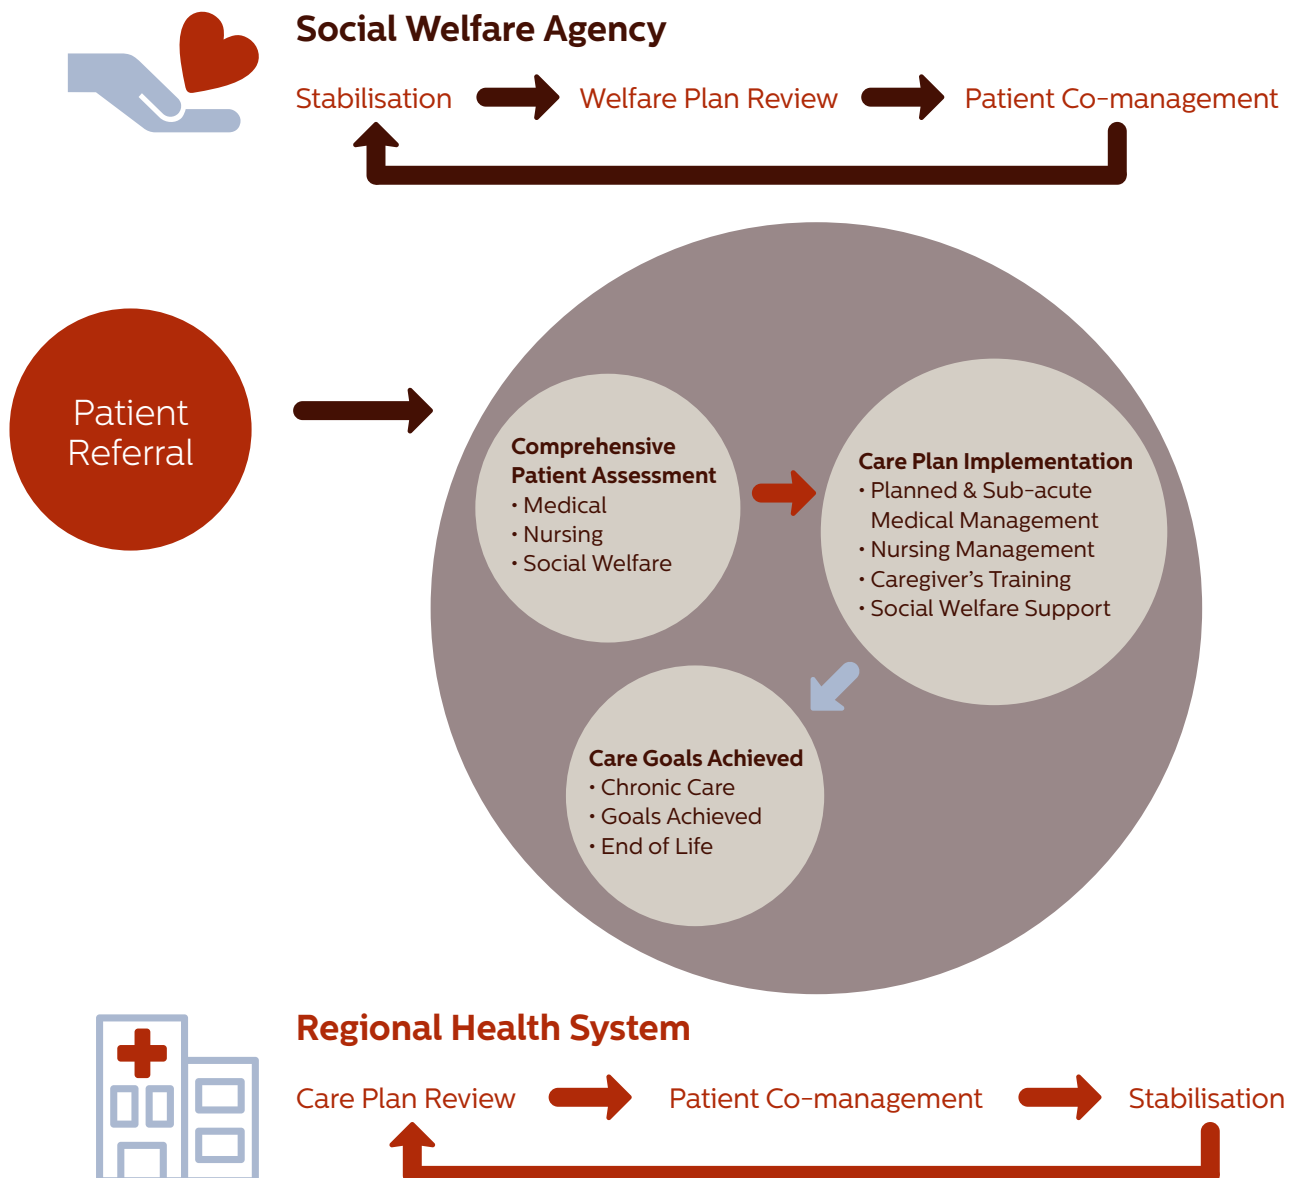 Social Welfare Agency
Stabilisation
Welfare Plan Review
Patient Co-management
Patient
Referral
Comprehensive
Patient Assessment
• Medical
• Nursing
• Social Welfare
Care Plan Implementation
• Planned & Sub-acute
Medical Management
• Nursing Management
• Caregiver’s Training
• Social Welfare Support
Care Goals Achieved
• Chronic Care
• Goals Achieved
• End of Life
Regional Health System
Care Plan Review
Patient Co-management
Stabilisation